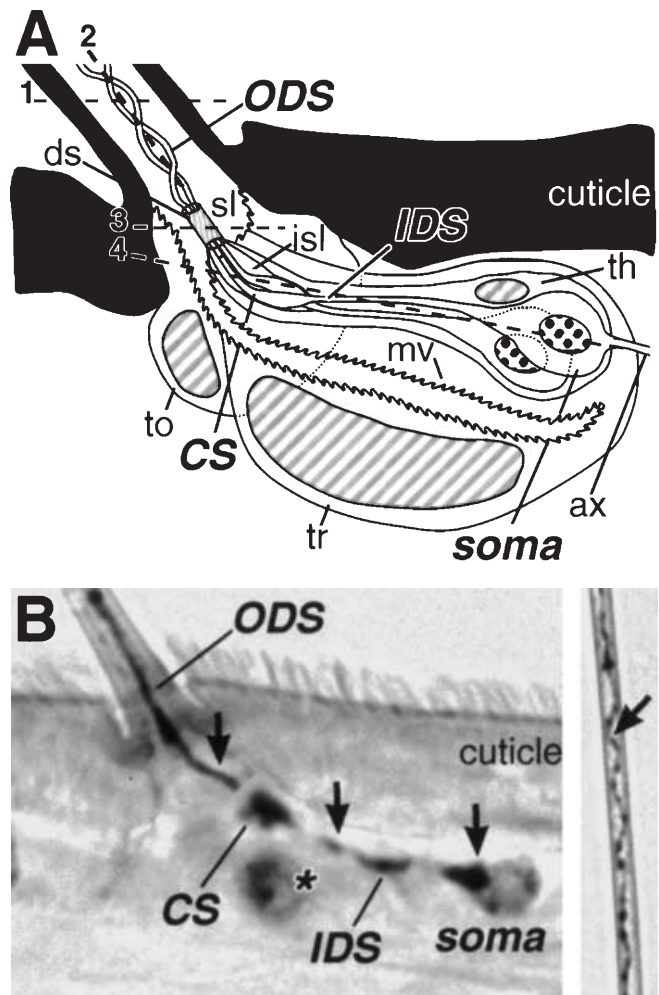 A
2
1
ODS
ds
cuticle
sl
3
IDS
isl
4
th
mv
to
CS
ax
tr
soma
B
ODS
cuticle
CS
*
IDS
soma